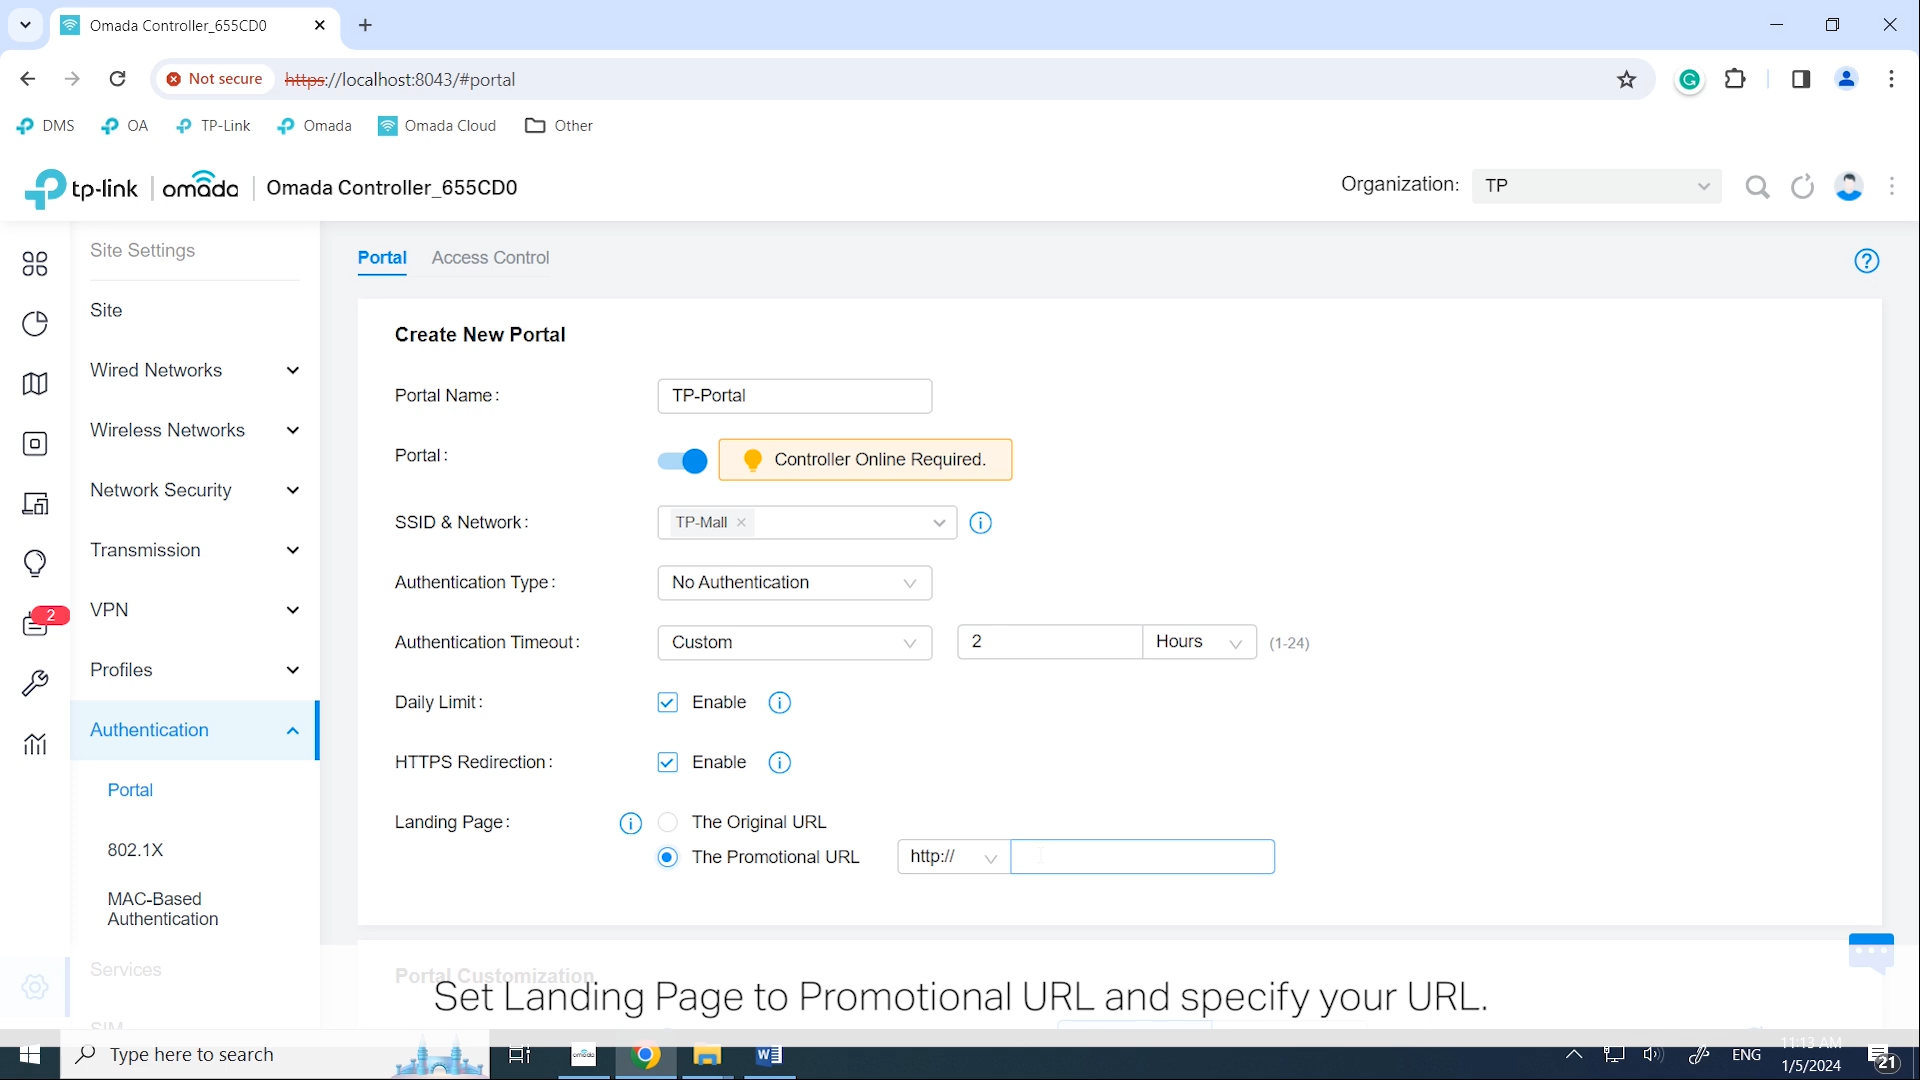 Omada Controller_655CD0
Not secure
https://localhost:8043/#portal
DMS
OA
TP-Link
Omada
Omada Cloud
Other
tp-link
omada
Omada Controller_655CD0
Organization: TP
Site Settings
Portal
Access Control
Site
Create New Portal
Wired Networks
Portal Name: TP-Portal
Wireless Networks
Portal: Controller Online Required.
Network Security
SSID & Network: TP-Mall
Transmission
Authentication Type: No Authentication
VPN
2
Authentication Timeout: Custom 2 Hours (1-24)
Profiles
Daily Limit: Enable
Authentication
HTTPS Redirection: Enable
Portal
Landing Page: The Original URL
802.1X
The Promotional URL http://
MAC-Based
Authentication
Services
Portal Customization
Set Landing Page to Promotional URL and specify your URL.
SIM
Type here to search
omada
ENG
11:13 AM
1/5/2024
21